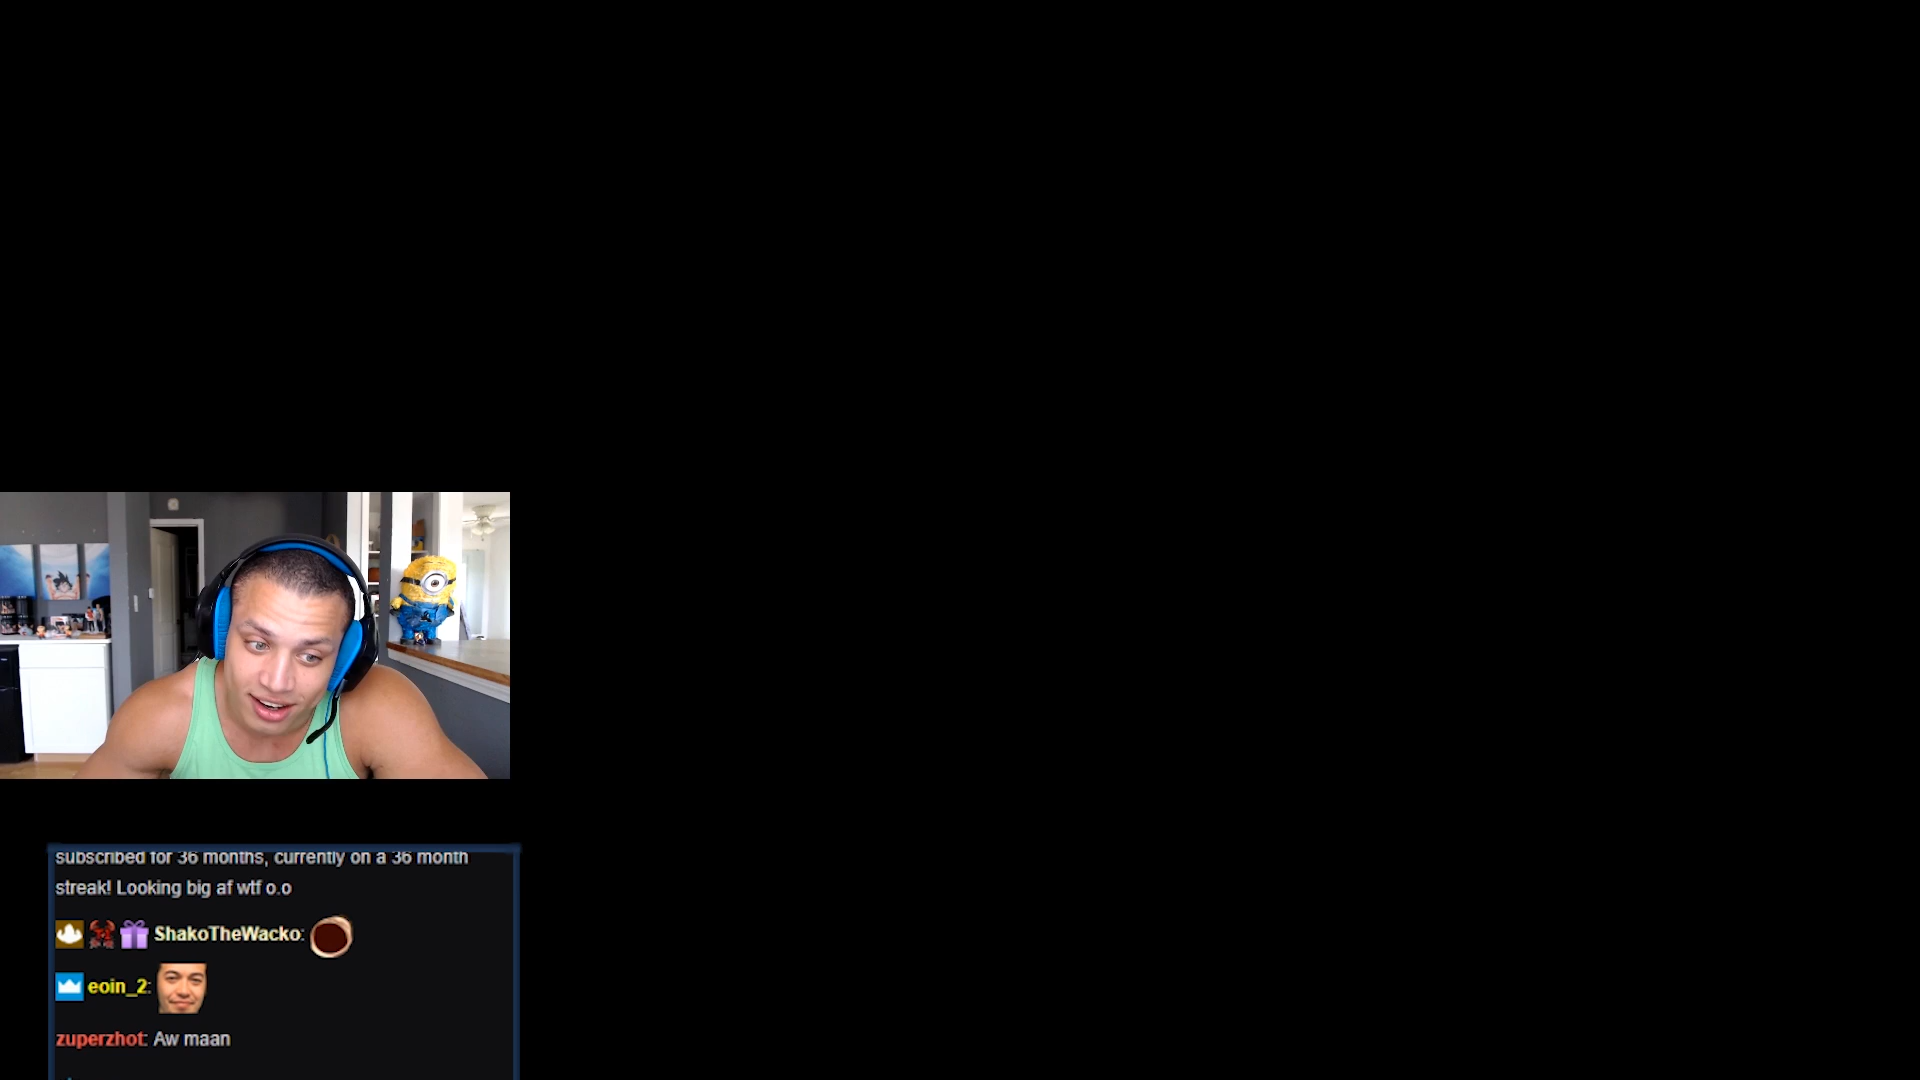 subscribed for 36 months, currently on a 36 month
streak! Looking big af wtf o.o
ShakoTheWacko:
eoin_2:
zuperzhot: Aw maan